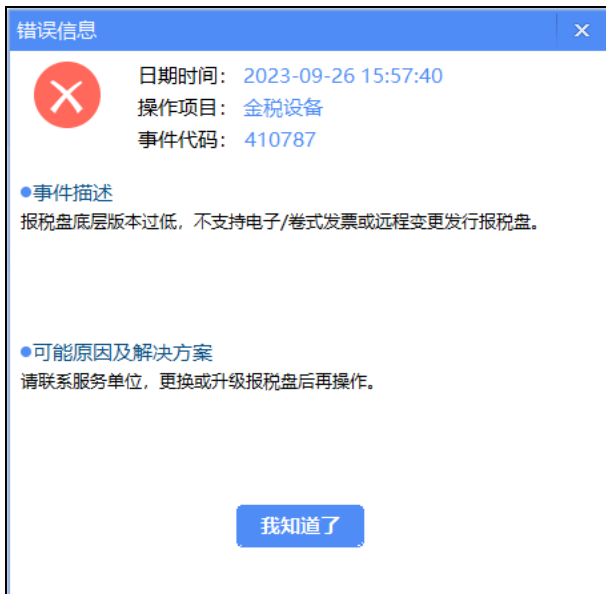 错误信息
日期时间： 2023-09-26 15:57:40
操作项目： 金税设备
事件代码： 410787
●事件描述
报税盘底层版本过低，不支持电子/卷式发票或远程变更发行报税盘。
●可能原因及解决方案
请联系服务单位，更换或升级报税盘后再操作。
我知道了